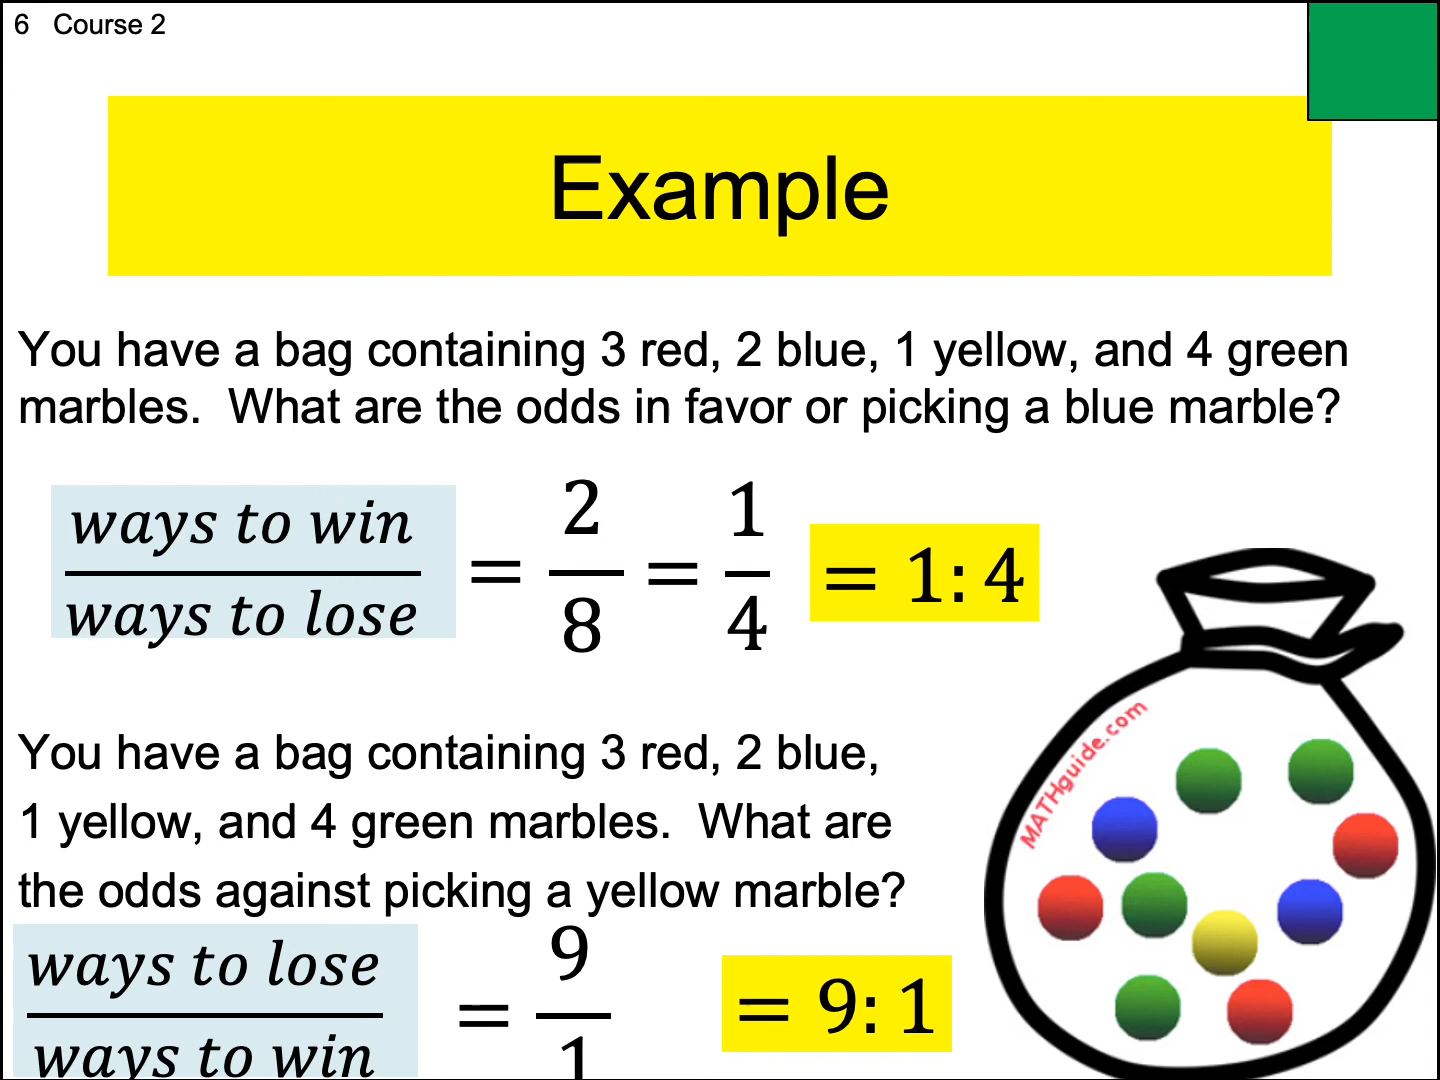 6 Course 2
Example
You have a bag containing 3 red, 2 blue, 1 yellow, and 4 green
marbles. What are the odds in favor or picking a blue marble?
ways to win / ways to lose = 2/8 = 1/4 = 1:4
You have a bag containing 3 red, 2 blue,
1 yellow, and 4 green marbles. What are
the odds against picking a yellow marble?
ways to lose / ways to win = 9/1 = 9:1
MATHguide.com